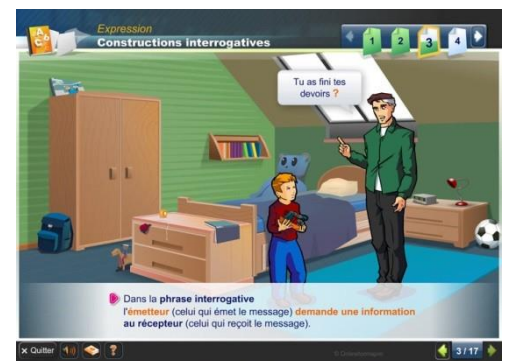 Expression
Constructions interrogatives
1 2 3 4
Tu as fini tes
devoirs ?
Dans la phrase interrogative
l'émetteur (celui qui émet le message) demande une information
au récepteur (celui qui reçoit le message).
x Quitter ?
3 / 17